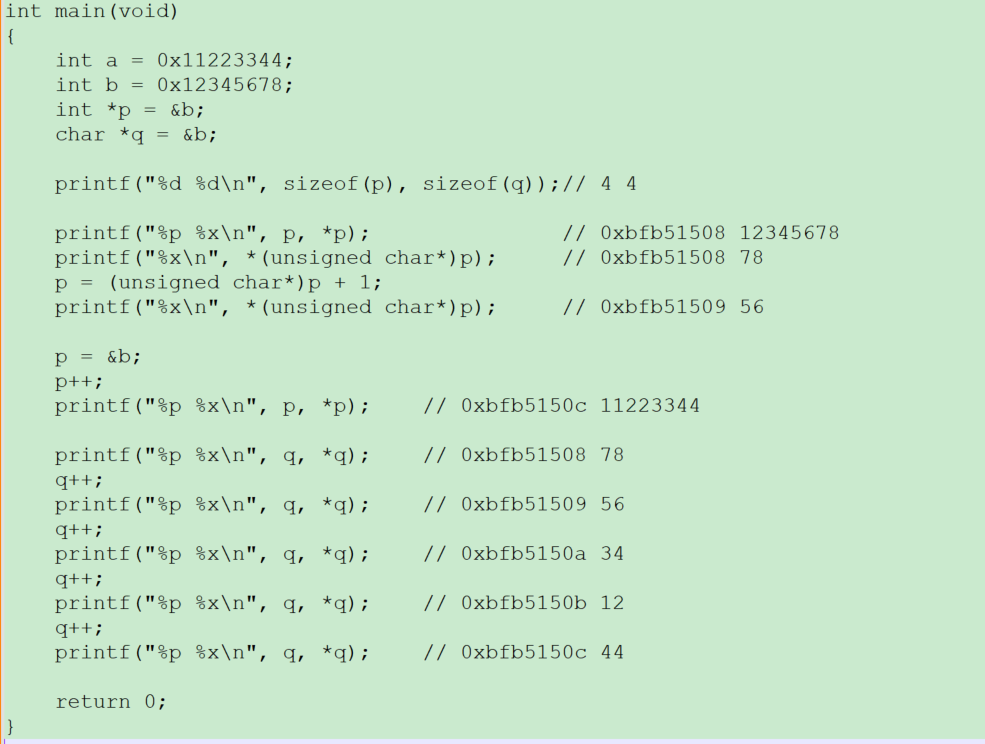 int main(void)
{
    int a = 0x11223344;
    int b = 0x12345678;
    int *p = &b;
    char *q = &b;

    printf("%d %d\n", sizeof(p), sizeof(q));// 4 4

    printf("%p %x\n", p, *p);                // 0xbfb51508 12345678
    printf("%x\n", *(unsigned char*)p);      // 0xbfb51508 78
    p = (unsigned char*)p + 1;
    printf("%x\n", *(unsigned char*)p);      // 0xbfb51509 56

    p = &b;
    p++;
    printf("%p %x\n", p, *p);    // 0xbfb5150c 11223344

    printf("%p %x\n", q, *q);    // 0xbfb51508 78
    q++;
    printf("%p %x\n", q, *q);    // 0xbfb51509 56
    q++;
    printf("%p %x\n", q, *q);    // 0xbfb5150a 34
    q++;
    printf("%p %x\n", q, *q);    // 0xbfb5150b 12
    q++;
    printf("%p %x\n", q, *q);    // 0xbfb5150c 44

    return 0;
}